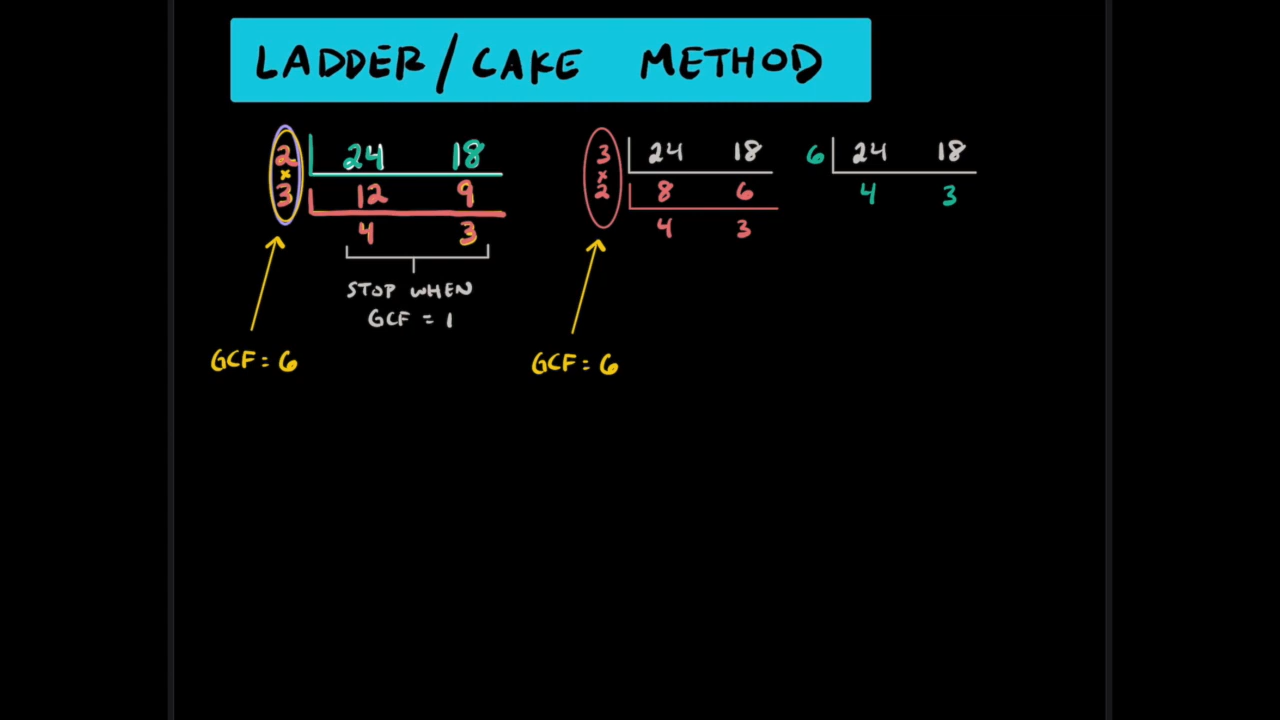 LADDER/CAKE METHOD
2 24 18
×
3 12 9
4 3
STOP WHEN
GCF = 1
GCF = 6
3 24 18
×
2 8 6
4 3
GCF = 6
6 24 18
4 3